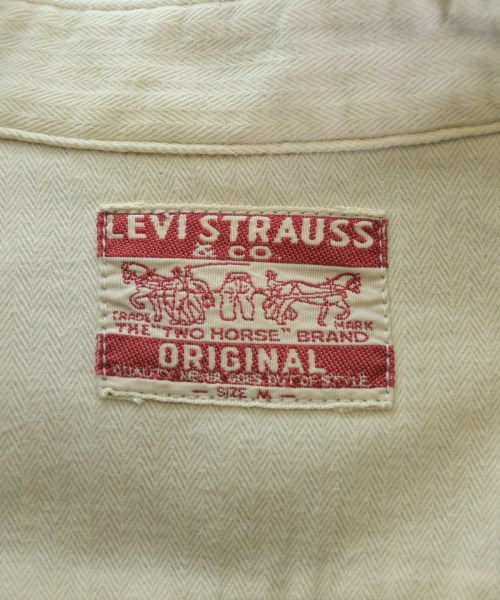 LEVI STRAUSS
& CO
TRADE MARK
THE "TWO HORSE" BRAND
ORIGINAL
QUALITY NEVER GOES OUT OF STYLE
— SIZE M —